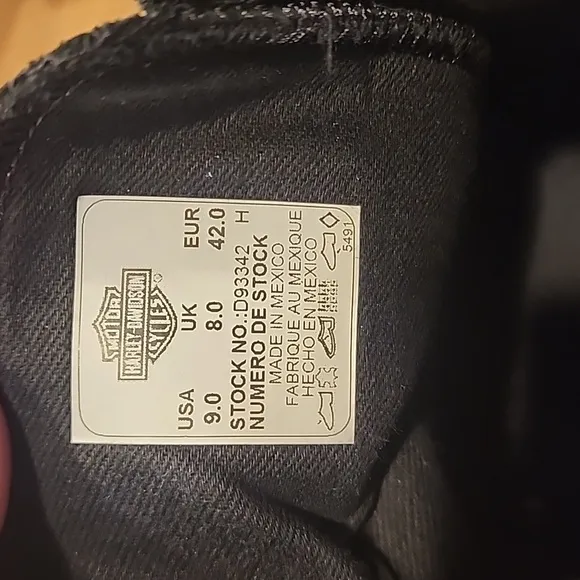 MOTOR
HARLEY-DAVIDSON
CYCLES
®
USA UK EUR
9.0 8.0 42.0
STOCK NO.:D93342 H
NUMERO DE STOCK
MADE IN MEXICO
FABRIQUE AU MEXIQUE
HECHO EN MEXICO
5491